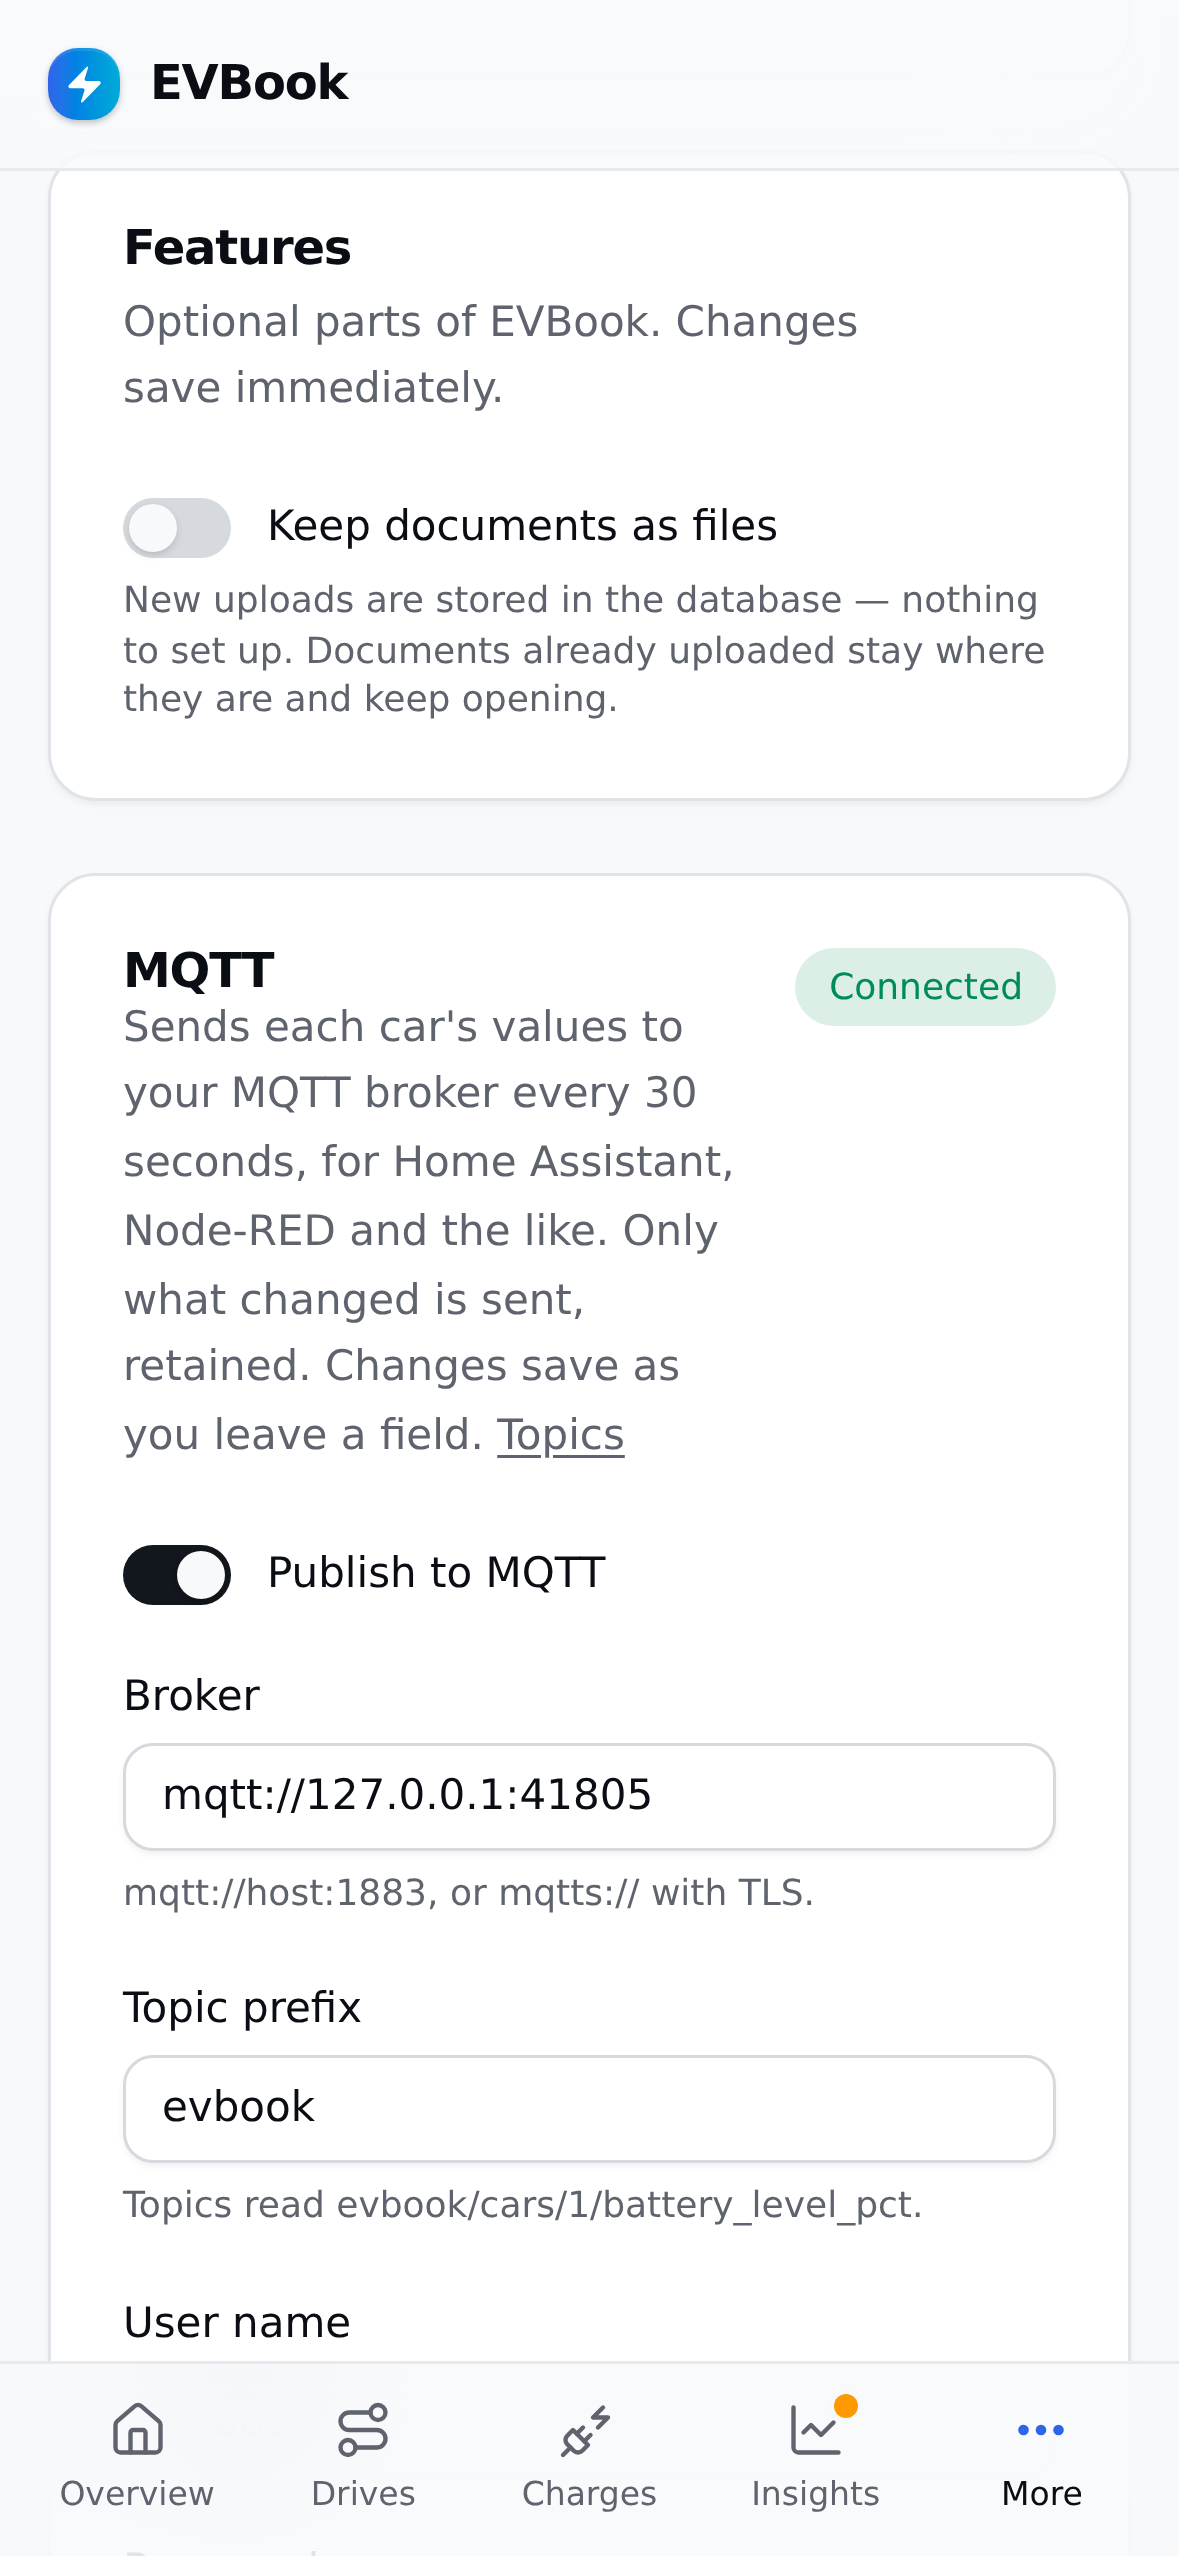 EVBook
Features
Optional parts of EVBook. Changes
save immediately.
Keep documents as files
New uploads are stored in the database — nothing
to set up. Documents already uploaded stay where
they are and keep opening.
MQTT
Connected
Sends each car's values to
your MQTT broker every 30
seconds, for Home Assistant,
Node-RED and the like. Only
what changed is sent,
retained. Changes save as
you leave a field. Topics
Publish to MQTT
Broker
mqtt://127.0.0.1:41805
mqtt://host:1883, or mqtts:// with TLS.
Topic prefix
evbook
Topics read evbook/cars/1/battery_level_pct.
User name
Overview
Drives
Charges
Insights
More